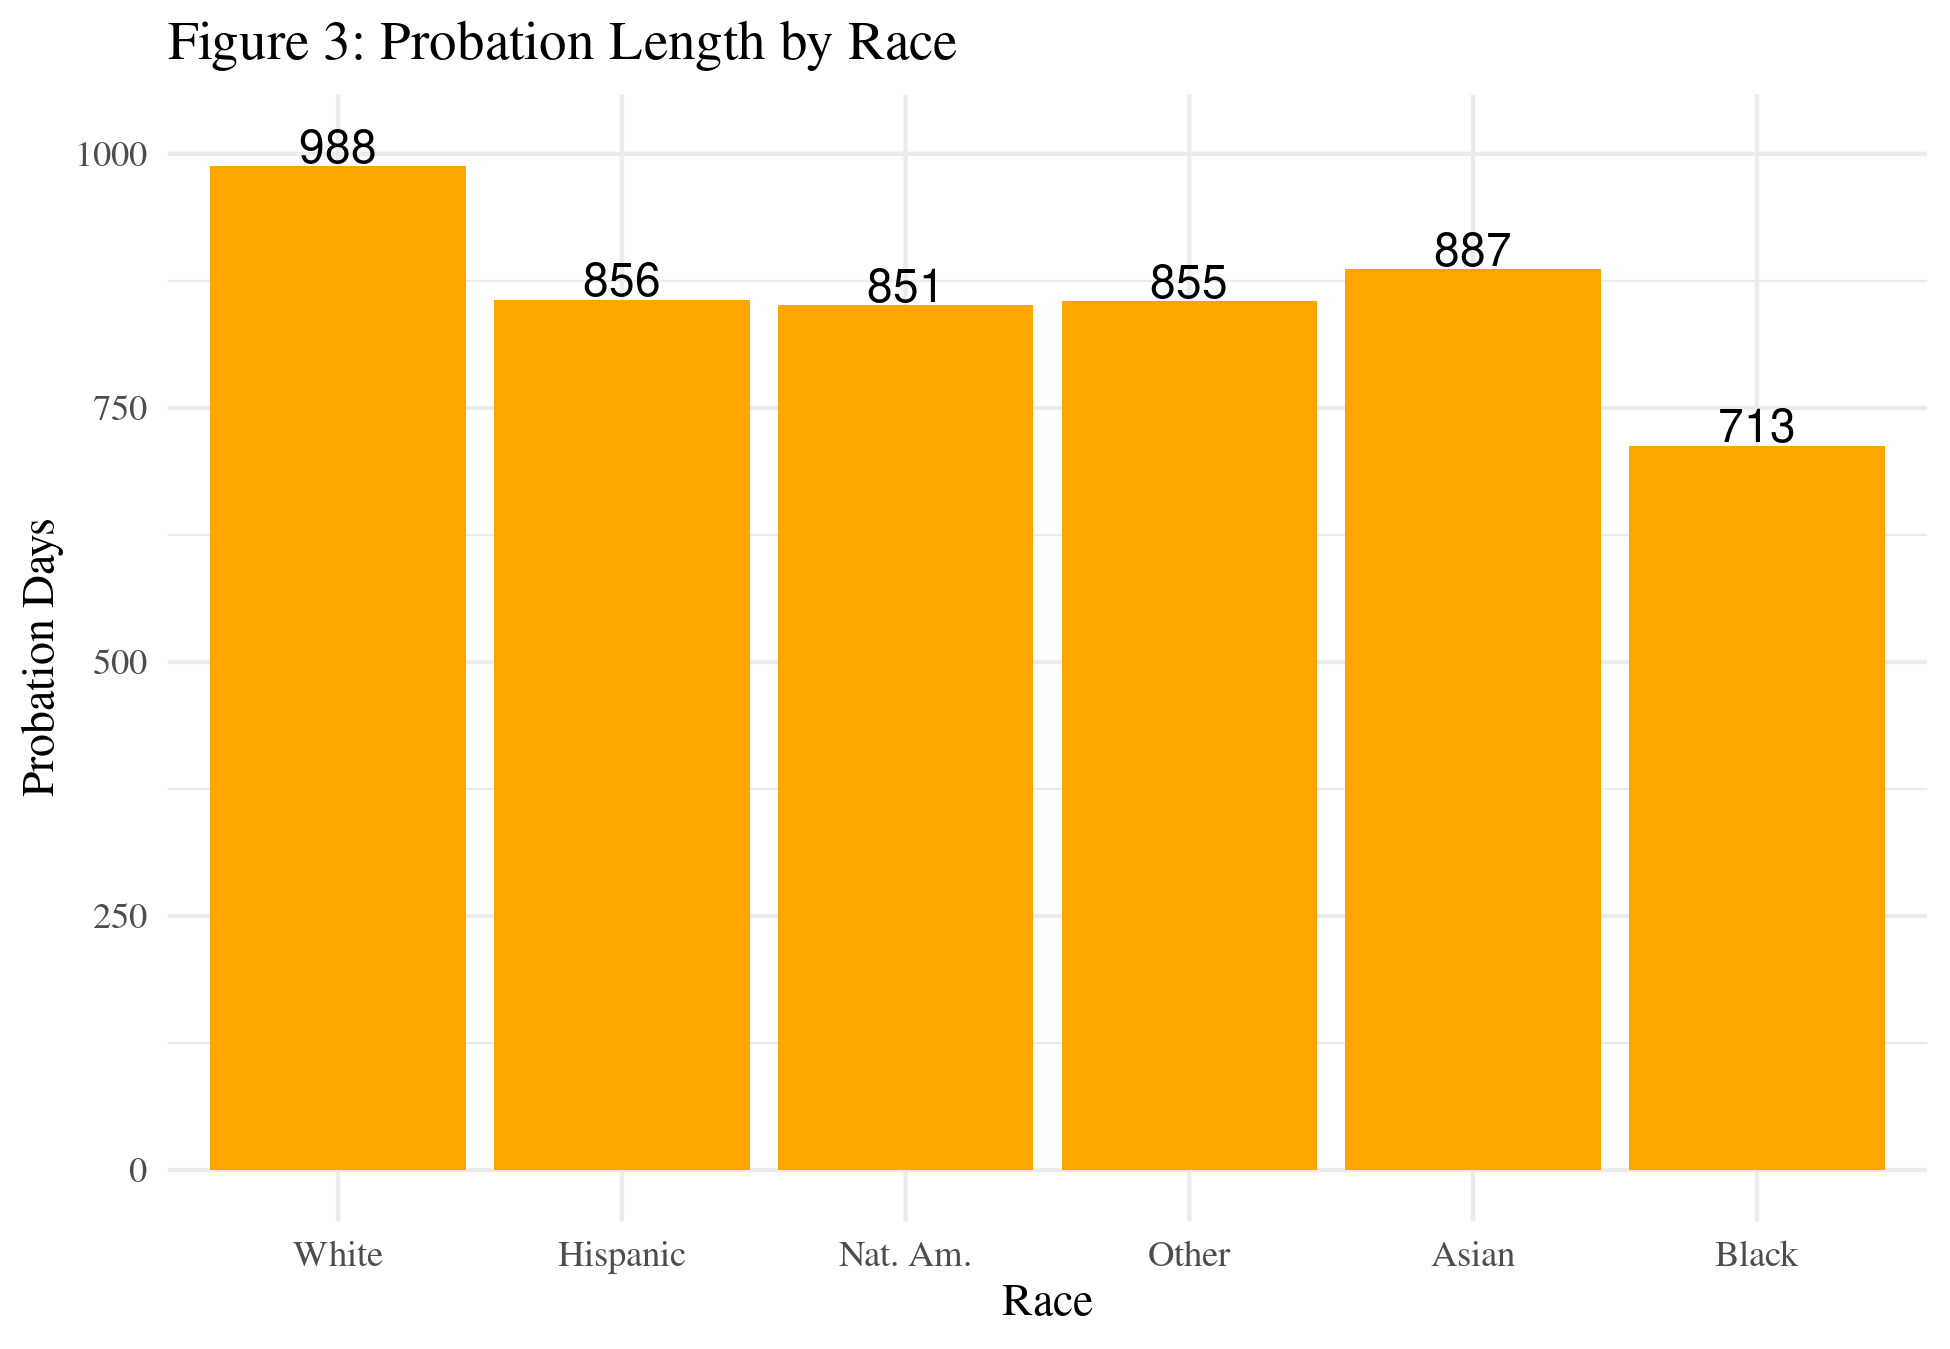 Figure 3: Probation Length by Race
Probation Days
1000
750
500
250
0
988
856
851
855
887
713
White
Hispanic
Nat. Am.
Other
Asian
Black
Race